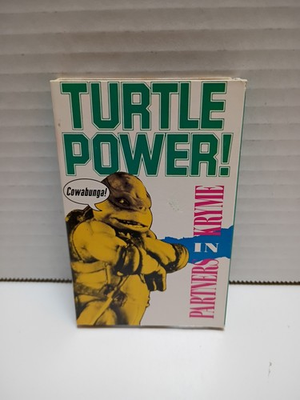 TURTLE
POWER!
Cowabunga!
PARTNERS
IN
KRYME